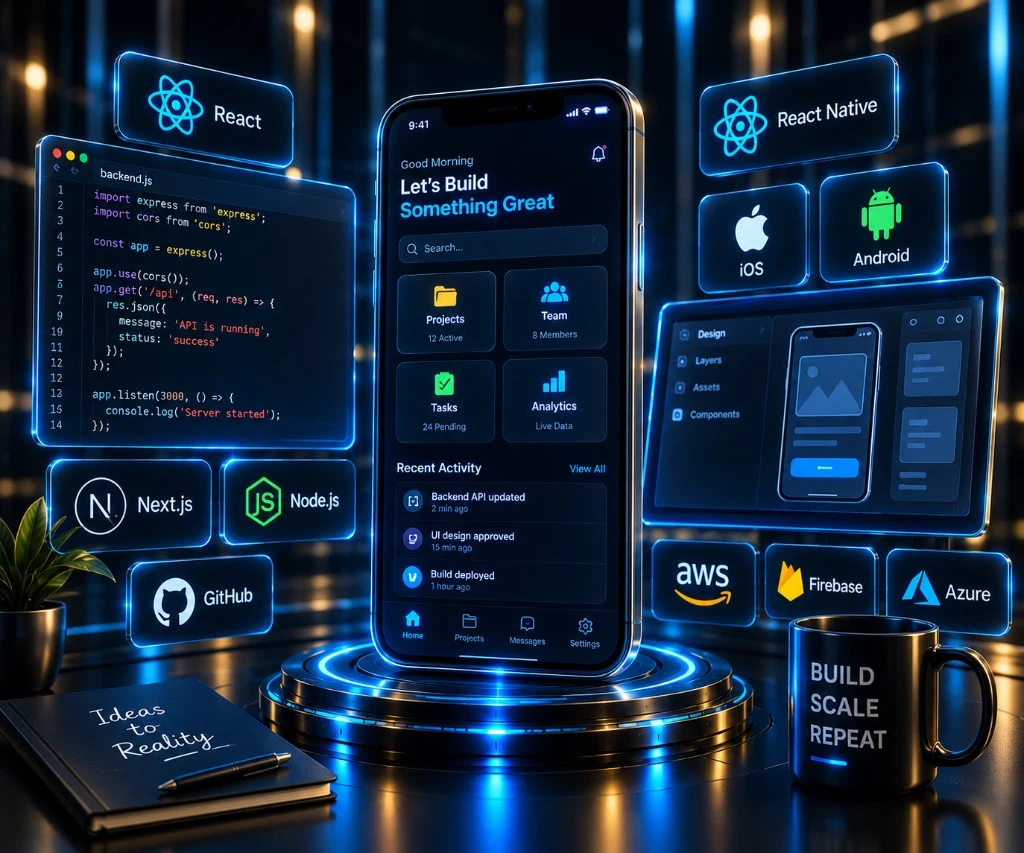 React
backend.js
1 import express from 'express';
2 import cors from 'cors';
3
4 const app = express();
5
6 app.use(cors());
app.get('/api', (req, res) => {
7 res.json({
9 message: 'API is running',
19 status: 'success'
11 });
12 });
12
13 app.listen(3000, () => {
16 console.log('Server started');
14 });
Next.js
Node.js
GitHub
9:41
Good Morning
Let's Build
Something Great
Search...
Projects
12 Active
Team
8 Members
Tasks
24 Pending
Analytics
Live Data
Recent Activity
View All
Backend API updated
2 min ago
UI design approved
15 min ago
Build deployed
1 hour ago
Home
Projects
Messages
Settings
React Native
iOS
Android
Design
Layers
Assets
Components
aws
Firebase
Azure
Ideas
to
Reality
BUILD
SCALE
REPEAT